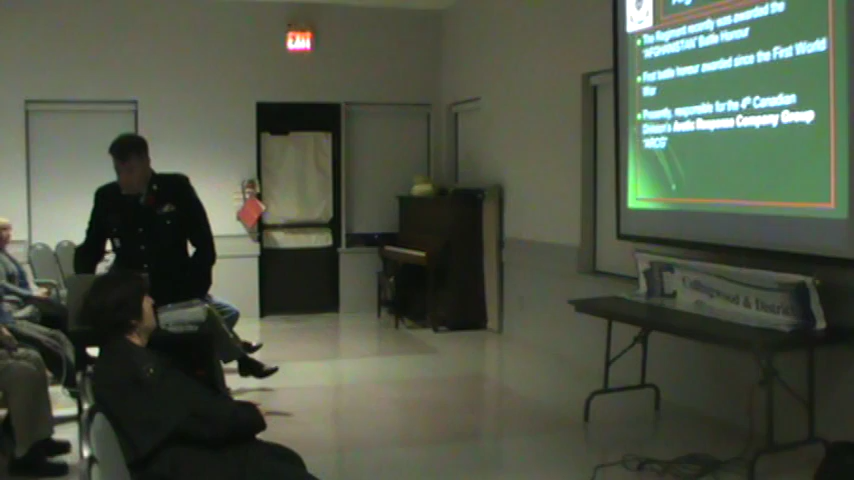 EXIT
The Regiment recently was awarded the
"AFGHANISTAN" Battle Honour
First battle honour awarded since the First World
War
Presently, responsible for the 4th Canadian
Division's Arctic Response Company Group
"ARCG"
Collingwood & District